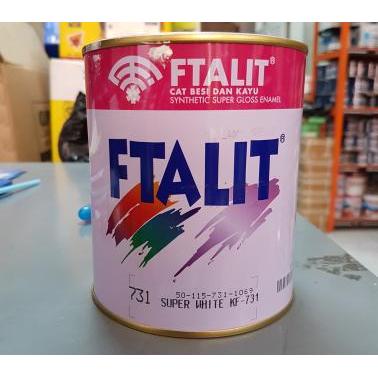 FTALIT®
CAT BESI DAN KAYU
SYNTHETIC SUPER GLOSS ENAMEL
FTALIT®
731
50-115-731-1069
SUPER WHITE KF-731